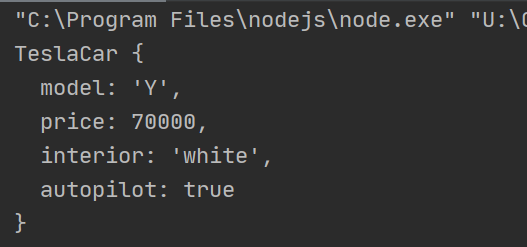 "C:\Program Files\nodejs\node.exe" "U:\
TeslaCar {
  model: 'Y',
  price: 70000,
  interior: 'white',
  autopilot: true
}